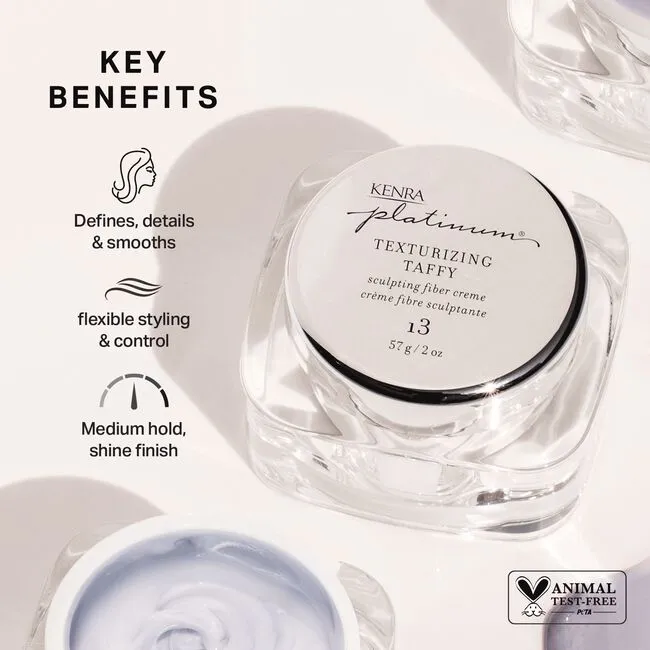 KEY
BENEFITS
Defines, details
& smooths
flexible styling
& control
Medium hold,
shine finish
KENRA
platinum®
TEXTURIZING
TAFFY
sculpting fiber creme
crème fibre sculptante
13
57 g / 2 oz
ANIMAL
TEST-FREE
PETA